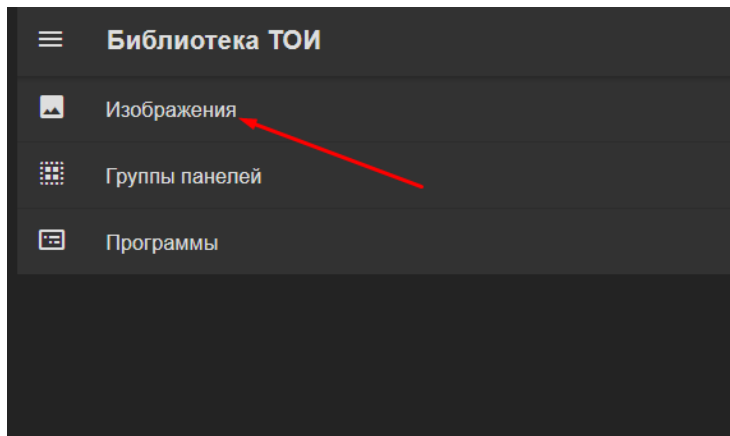 Библиотека ТОИ
Изображения
Группы панелей
Программы